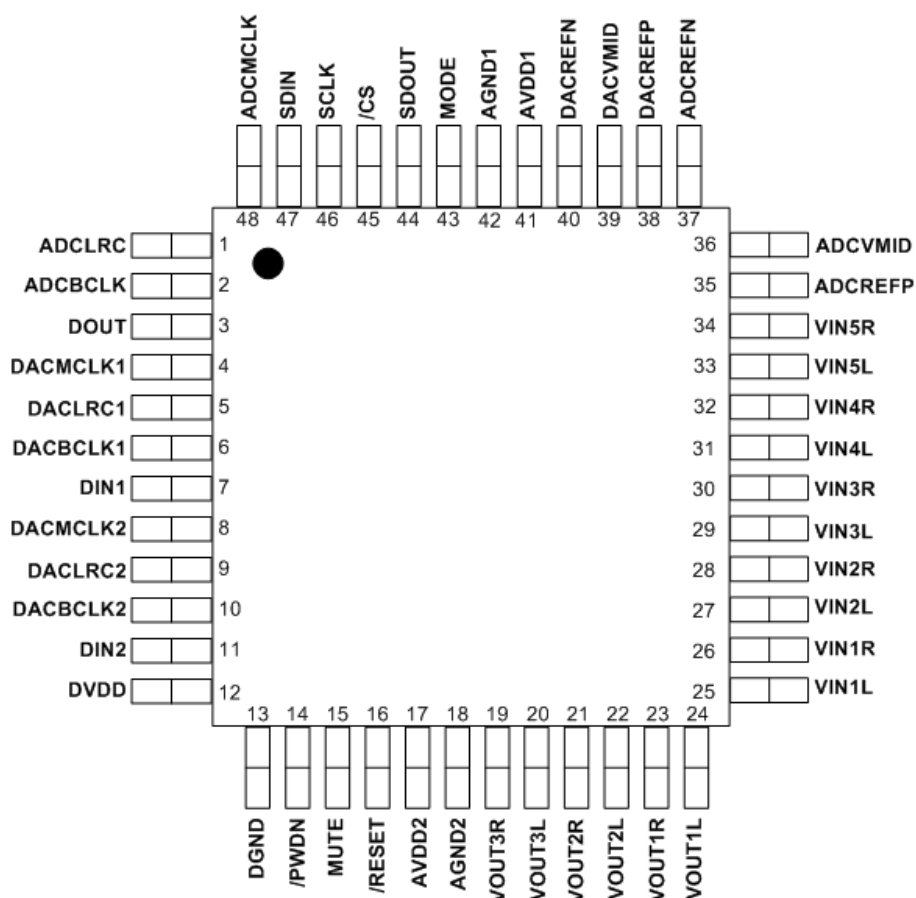 ADCMCLK SDIN SCLK /CS SDOUT MODE AGND1 AVDD1 DACREFN DACVMID DACREFP ADCREFN
48 47 46 45 44 43 42 41 40 39 38 37
ADCLRC 1 36 ADCVMID
ADCBCLK 2 35 ADCREFP
DOUT 3 34 VIN5R
DACMCLK1 4 33 VIN5L
DACLRC1 5 32 VIN4R
DACBCLK1 6 31 VIN4L
DIN1 7 30 VIN3R
DACMCLK2 8 29 VIN3L
DACLRC2 9 28 VIN2R
DACBCLK2 10 27 VIN2L
DIN2 11 26 VIN1R
DVDD 12 25 VIN1L
13 14 15 16 17 18 19 20 21 22 23 24
DGND /PWDN MUTE /RESET AVDD2 AGND2 VOUT3R VOUT3L VOUT2R VOUT2L VOUT1R VOUT1L